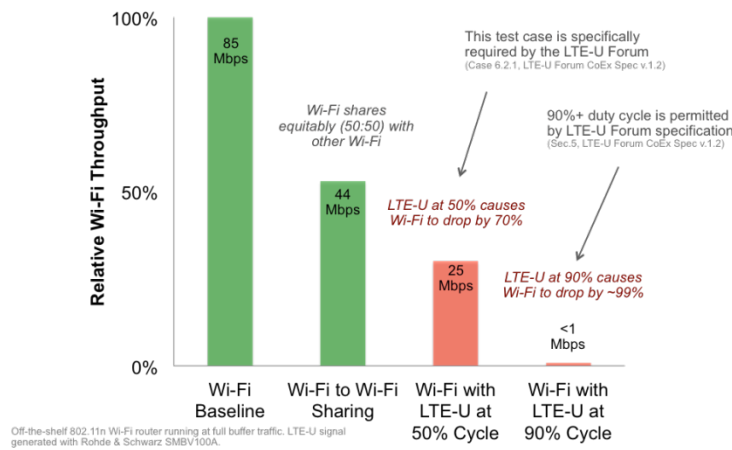 Relative Wi-Fi Throughput
100%
50%
0%
85
Mbps
Wi-Fi shares
equitably (50:50) with
other Wi-Fi
44
Mbps
This test case is specifically
required by the LTE-U Forum
(Case 6.2.1, LTE-U Forum CoEx Spec v.1.2)
LTE-U at 50% causes
Wi-Fi to drop by 70%
25
Mbps
90%+ duty cycle is permitted
by LTE-U Forum specification
(Sec.5, LTE-U Forum CoEx Spec v.1.2)
LTE-U at 90% causes
Wi-Fi to drop by ~99%
<1
Mbps
Wi-Fi
Baseline
Wi-Fi to Wi-Fi
Sharing
Wi-Fi with
LTE-U at
50% Cycle
Wi-Fi with
LTE-U at
90% Cycle
Off-the-shelf 802.11n Wi-Fi router running at full buffer traffic. LTE-U signal
generated with Rohde & Schwarz SMBV100A.